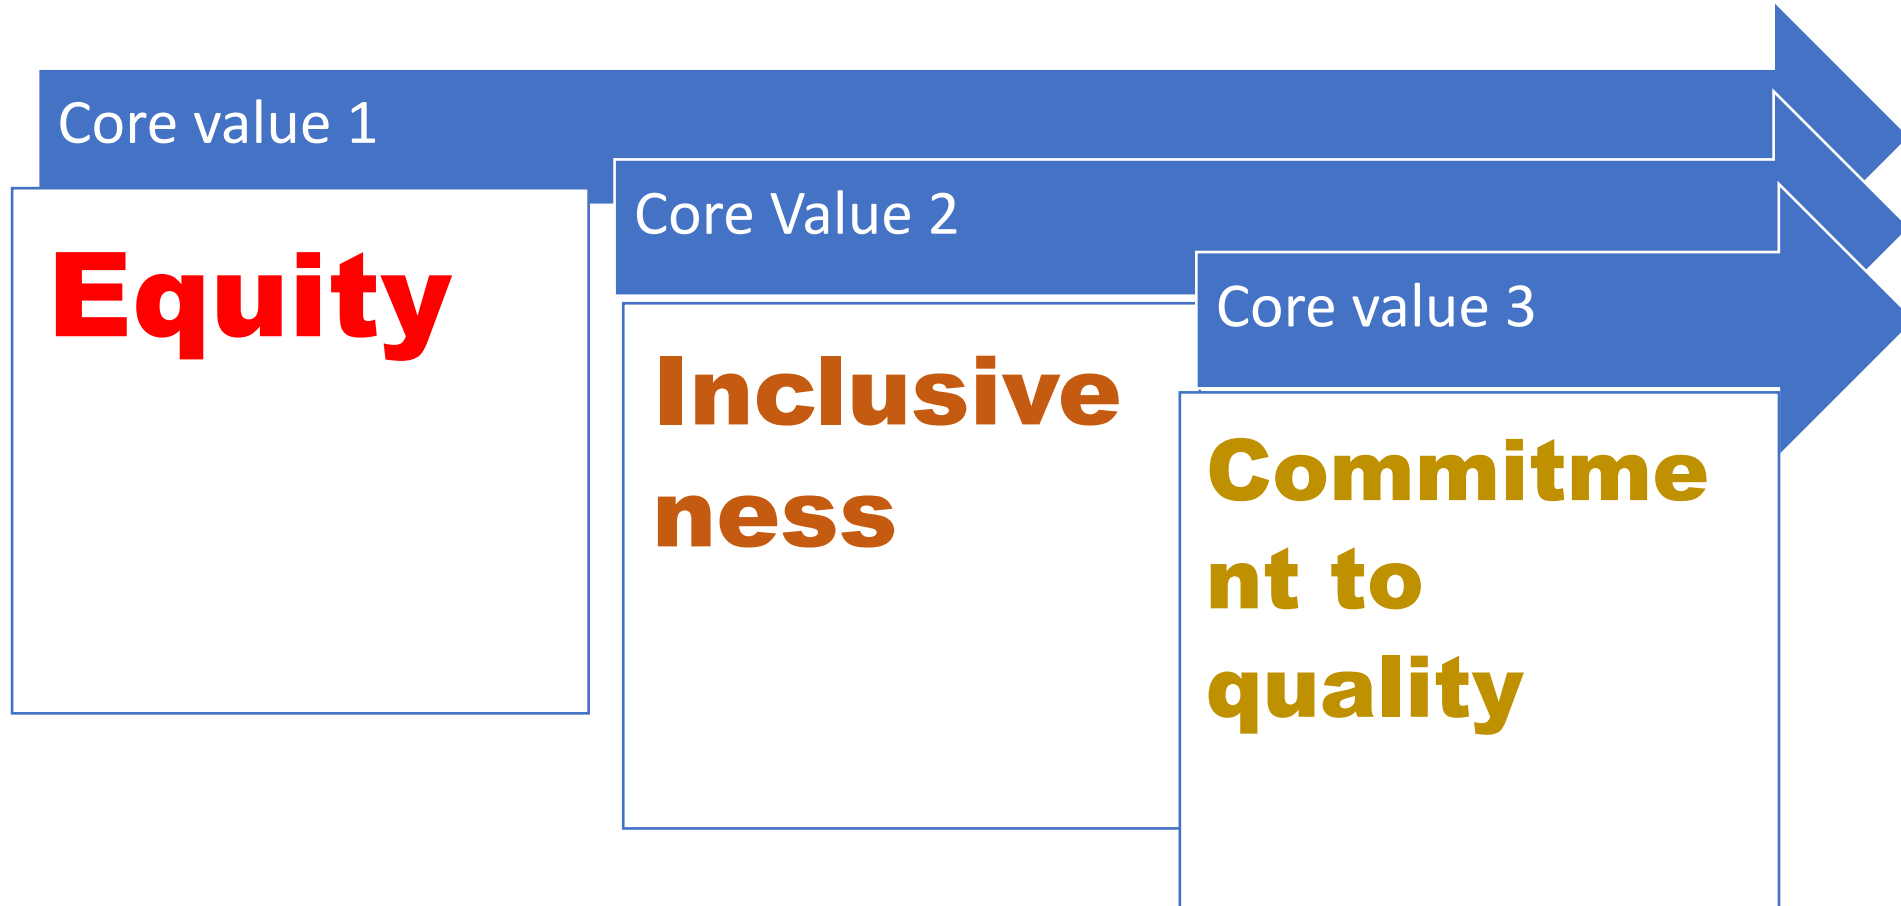 Core value 1
Equity
Core Value 2
Inclusive
ness
Core value 3
Commitme
nt to
quality